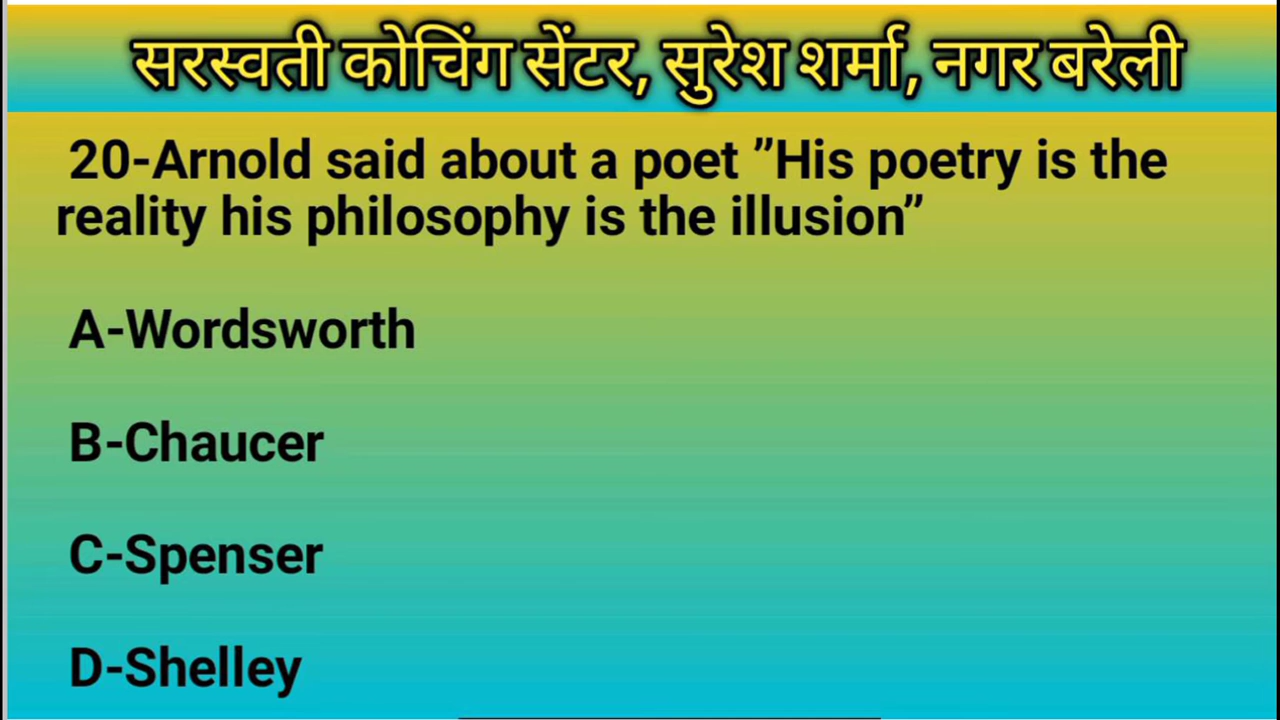 सरस्वती कोचिंग सेंटर, सुरेश शर्मा, नगर बरेली
20-Arnold said about a poet ”His poetry is the
reality his philosophy is the illusion”
A-Wordsworth
B-Chaucer
C-Spenser
D-Shelley